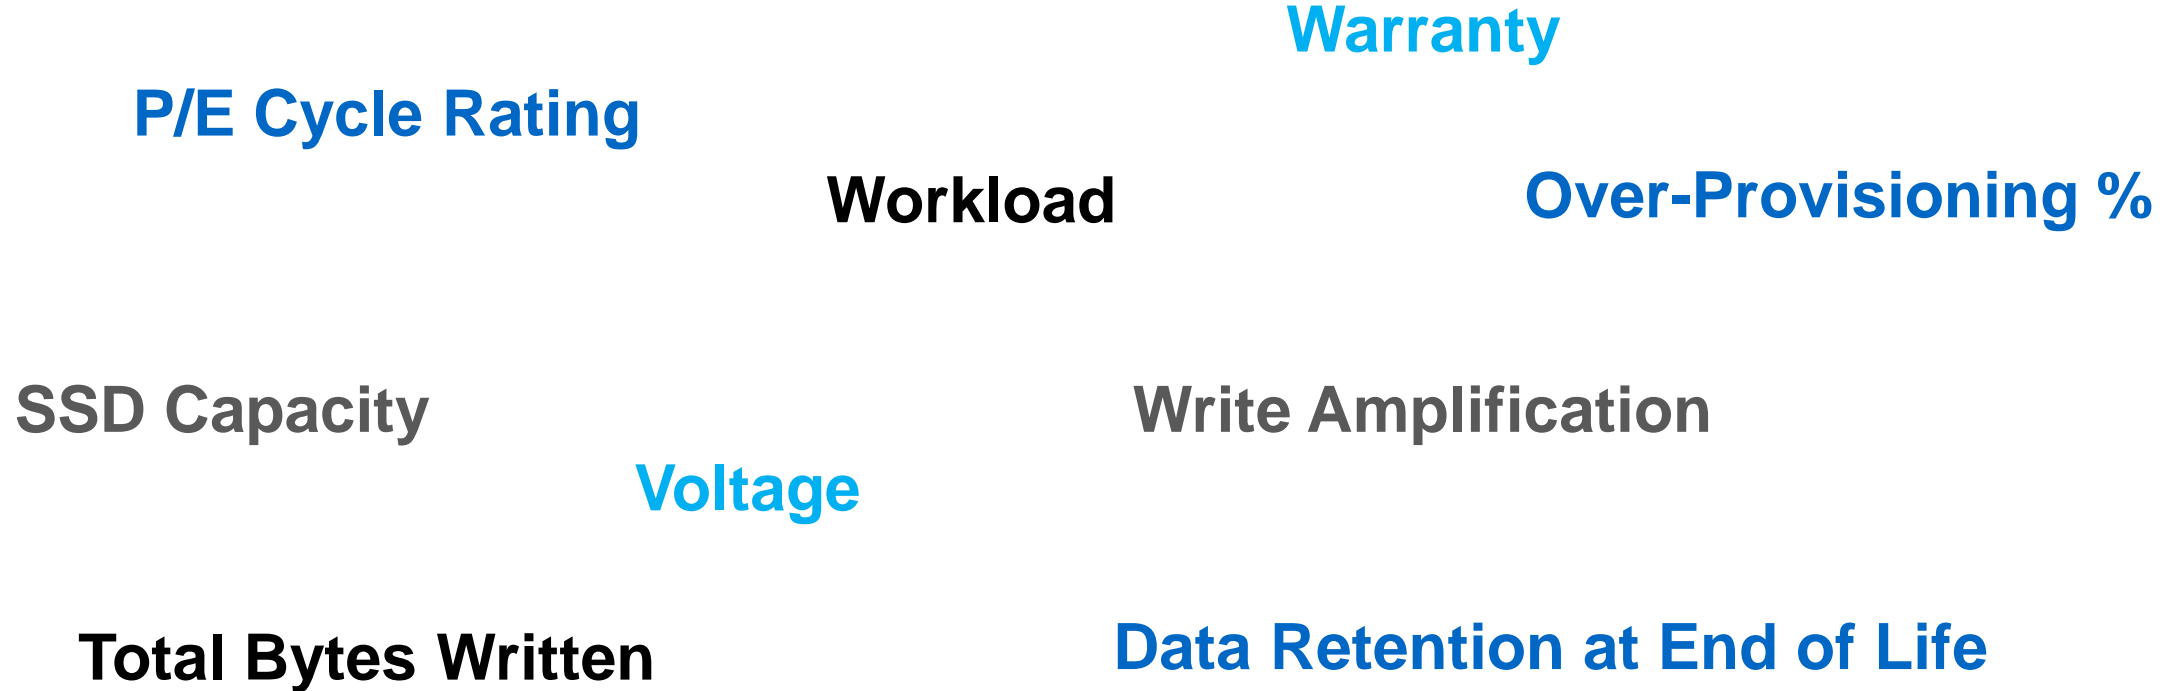 Warranty
P/E Cycle Rating
Workload
Over-Provisioning %
SSD Capacity
Write Amplification
Voltage
Total Bytes Written
Data Retention at End of Life